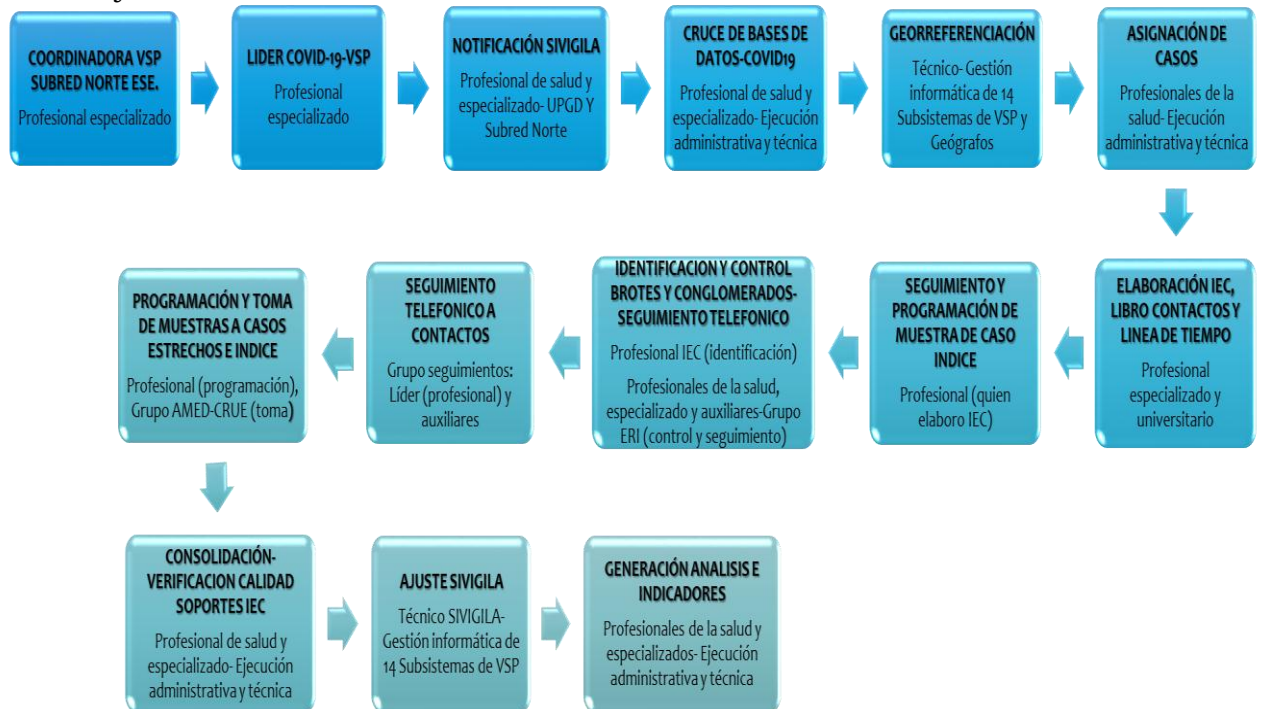 COORDINADORA VSP
SUBRED NORTE ESE.
Profesional especializado
LIDER COVID-19-VSP
Profesional
especializado
NOTIFICACIÓN SIVIGILA
Profesional de salud y
especializado- UPGD Y
Subred Norte
CRUCE DE BASES DE
DATOS-COVID19
Profesional de salud y
especializado- Ejecución
administrativa y técnica
GEORREFERENCIACIÓN
Técnico- Gestión
informática de 14
Subsistemas de VSP y
Geógrafos
ASIGNACIÓN DE
CASOS
Profesionales de la
salud- Ejecución
administrativa y técnica
ELABORACIÓN IEC,
LIBRO CONTACTOS Y
LINEA DE TIEMPO
Profesional
especializado y
universitario
SEGUIMIENTO Y
PROGRAMACIÓN DE
MUESTRA DE CASO
INDICE
Profesional (quien
elaboro IEC)
IDENTIFICACION Y CONTROL
BROTES Y CONGLOMERADOS-
SEGUIMIENTO TELEFONICO
Profesional IEC (identificación)
Profesionales de la salud,
especializado y auxiliares-Grupo
ERI (control y seguimiento)
SEGUIMIENTO
TELEFONICO A
CONTACTOS
Grupo seguimientos:
Líder (profesional) y
auxiliares
PROGRAMACIÓN Y TOMA
DE MUESTRAS A CASOS
ESTRECHOS E INDICE
Profesional (programación),
Grupo AMED-CRUE (toma)
CONSOLIDACIÓN-
VERIFICACION CALIDAD
SOPORTES IEC
Profesional de salud y
especializado- Ejecución
administrativa y técnica
AJUSTE SIVIGILA
Técnico SIVIGILA-
Gestión informática de
14 Subsistemas de VSP
GENERACIÓN ANALISIS E
INDICADORES
Profesionales de la salud y
especializados- Ejecución
administrativa y técnica